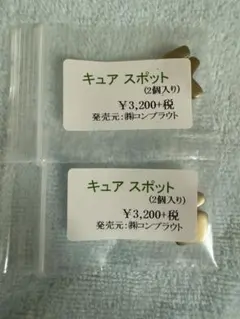 キュア スポット
(2個入り)
￥3,200+税
発売元:㈱コンプラウト
キュア スポット
(2個入り)
￥3,200+税
発売元:㈱コンプラウト